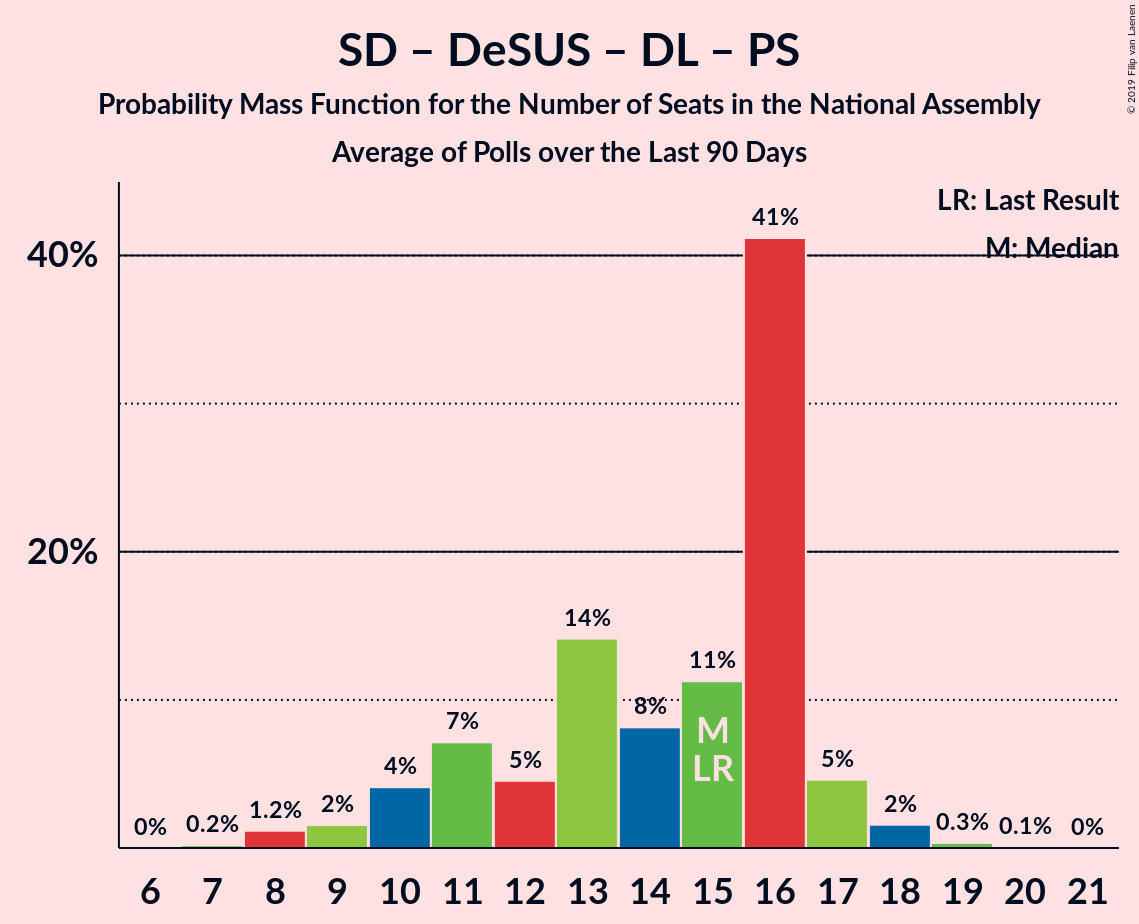 SD – DeSUS – DL – PS
Probability Mass Function for the Number of Seats in the National Assembly
Average of Polls over the Last 90 Days
© 2019 Filip van Laenen
LR: Last Result
M: Median
40%
20%
0%
0.2%
1.2%
2%
4%
7%
5%
14%
8%
11%
41%
5%
2%
0.3%
0.1%
0%
M
LR
6 7 8 9 10 11 12 13 14 15 16 17 18 19 20 21